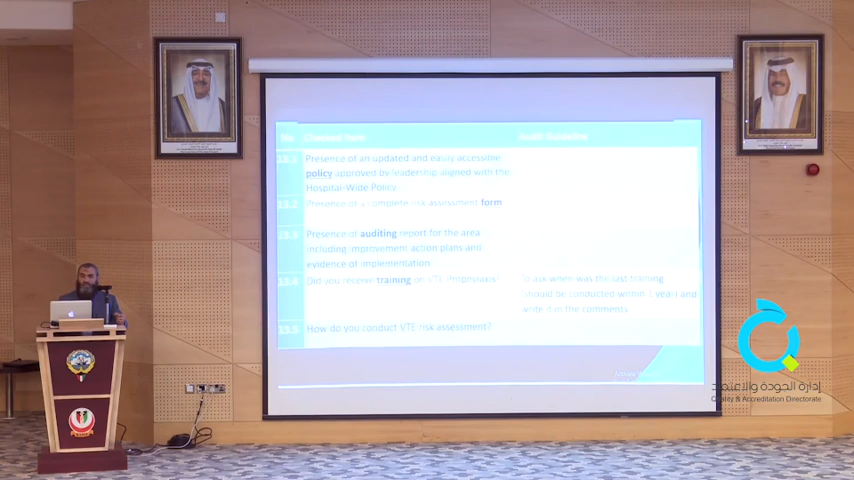 No. Checked Item Audit Guideline
13.1 Presence of an updated and easily accessible
policy approved by leadership aligned with the
Hospital-Wide Policy
13.2 Presence of a complete risk assessment form
13.3 Presence of auditing report for the area
including improvement action plans and
evidence of implementation
13.4 Did you receive training on VTE Prophylaxis? To ask when was the last training
(should be conducted within 1 year) and
write it in the comments
13.5 How do you conduct VTE risk assessment?
إدارة الجودة والاعتماد
Quality & Accreditation Directorate